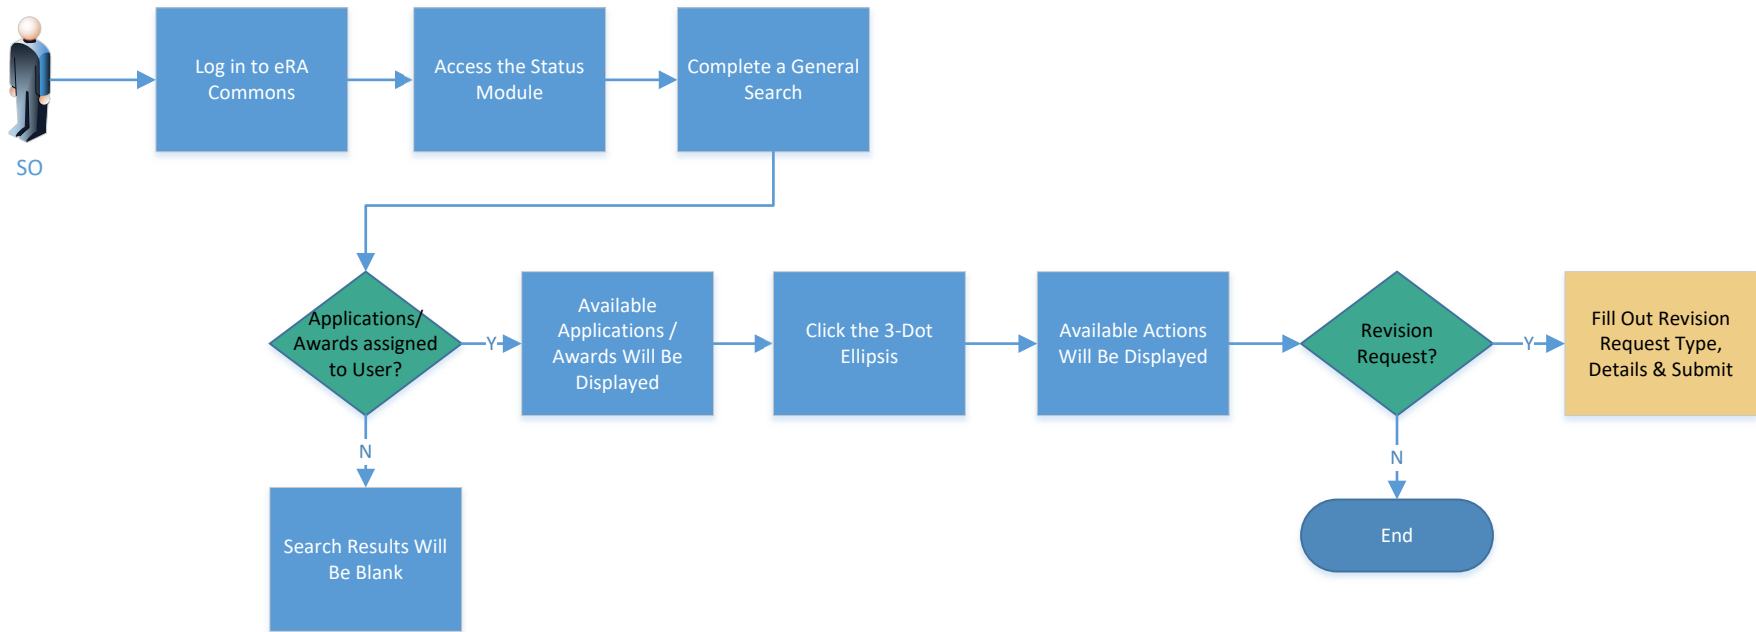 SO
Log in to eRA
Commons
Access the Status
Module
Complete a General
Search
Applications/
Awards assigned
to User?
Y
Available
Applications /
Awards Will Be
Displayed
Click the 3-Dot
Ellipsis
Available Actions
Will Be Displayed
Revision
Request?
Y
Fill Out Revision
Request Type,
Details & Submit
N
Search Results Will
Be Blank
N
End